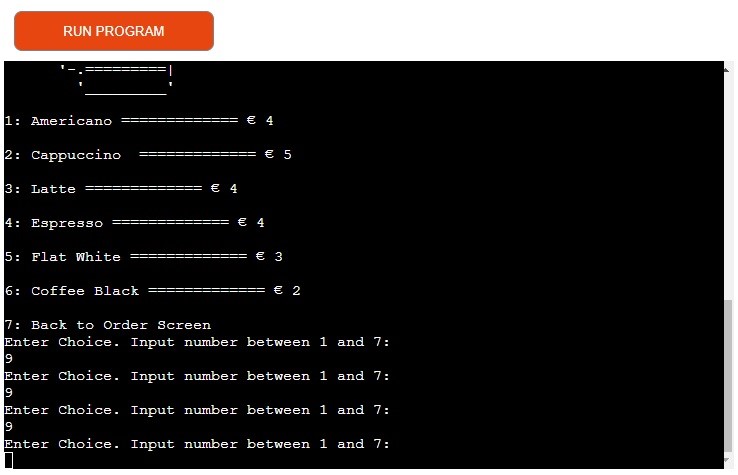 RUN PROGRAM
'-.=========|
'_________'
1: Americano ============= € 4
2: Cappuccino  ============= € 5
3: Latte ============= € 4
4: Espresso ============= € 4
5: Flat White ============= € 3
6: Coffee Black ============= € 2
7: Back to Order Screen
Enter Choice. Input number between 1 and 7:
9
Enter Choice. Input number between 1 and 7:
9
Enter Choice. Input number between 1 and 7:
9
Enter Choice. Input number between 1 and 7: